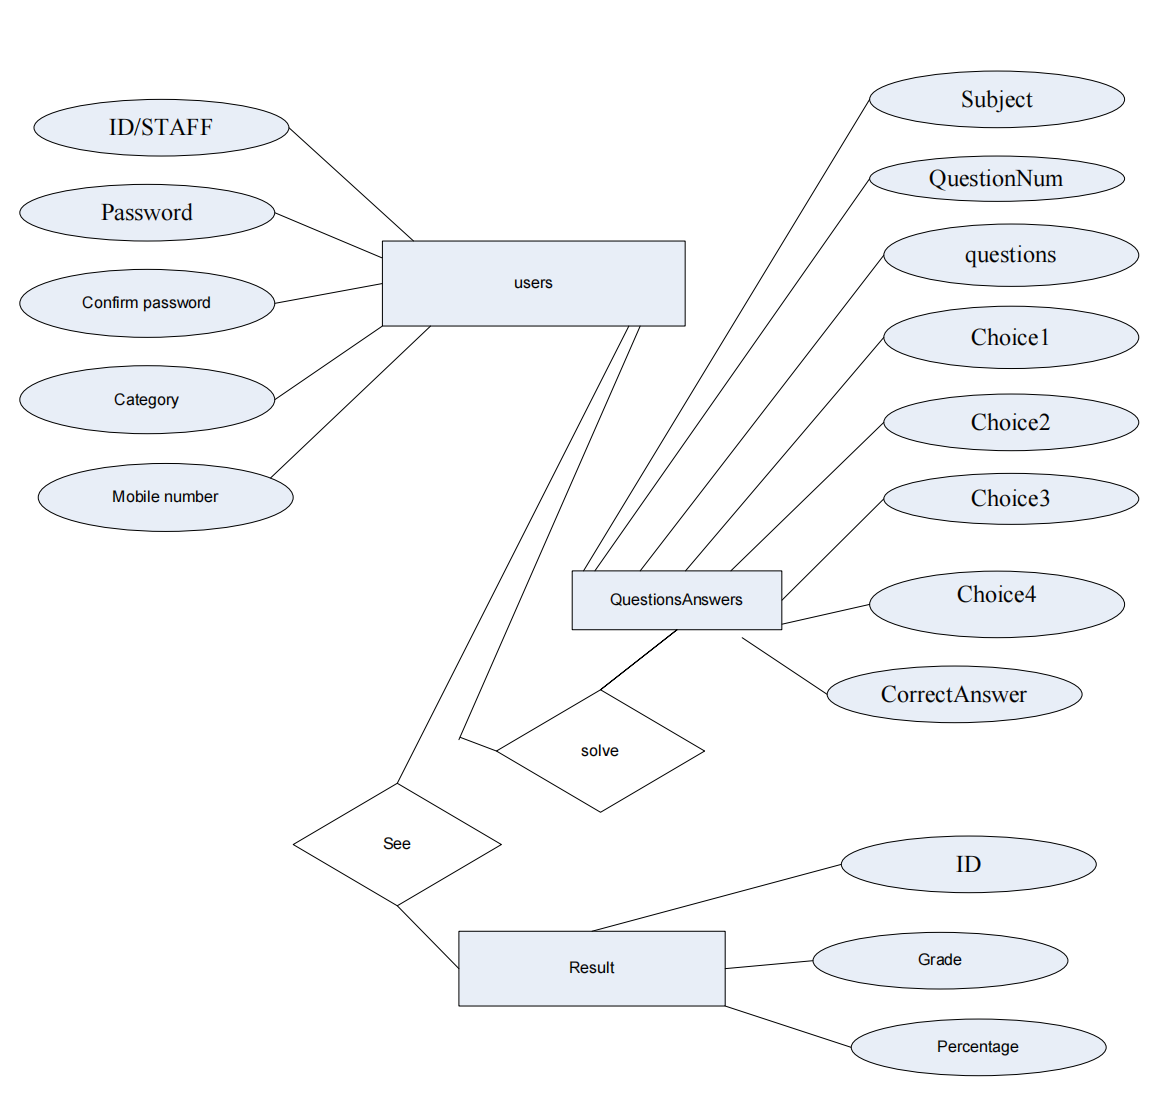 ID/STAFF
Password
Confirm password
Category
Mobile number
users
Subject
QuestionNum
questions
Choice1
Choice2
Choice3
Choice4
CorrectAnswer
QuestionsAnswers
solve
See
Result
ID
Grade
Percentage